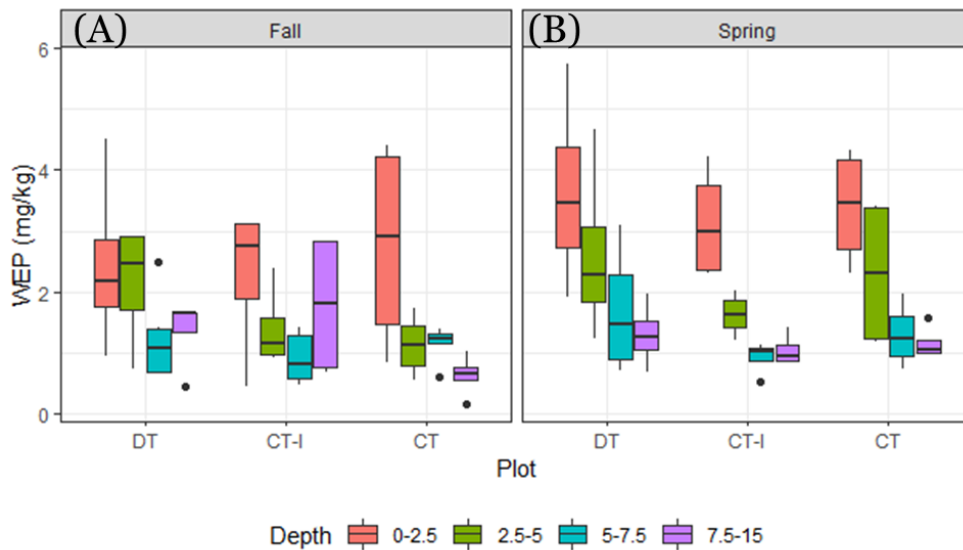 (A) Fall (B) Spring
6
4
2
0
WEP (mg/kg)
DT CT-I CT DT CT-I CT
Plot
Depth 0-2.5 2.5-5 5-7.5 7.5-15